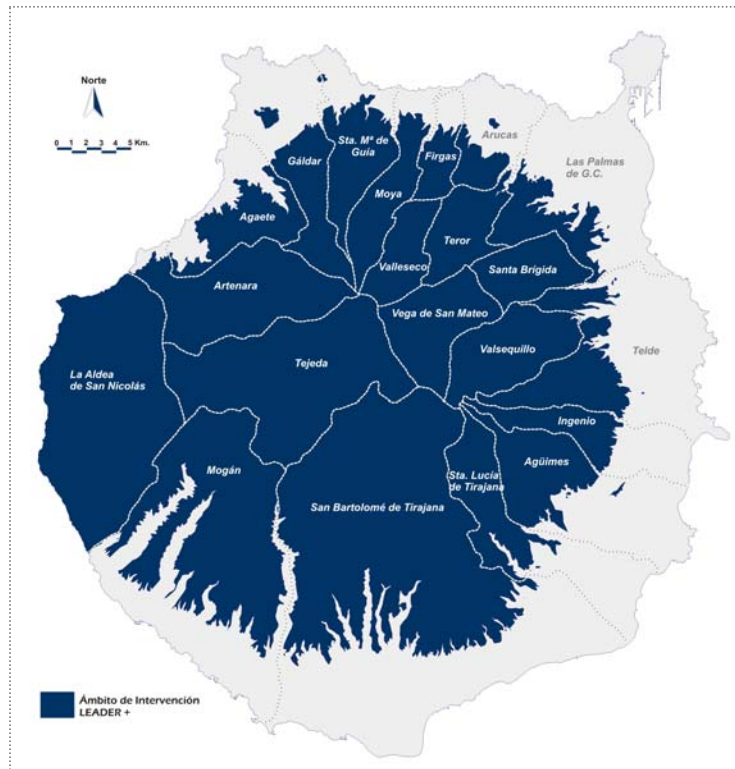 Norte
0 1 2 3 4 5 Km.
Sta. Mª de
Guía
Gáldar
Firgas
Arucas
Moya
Las Palmas
de G.C.
Agaete
Teror
Valleseco
Santa Brígida
Artenara
Vega de San Mateo
Valsequillo
Telde
Tejeda
La Aldea
de San Nicolás
Ingenio
Agüimes
Mogán
Sta. Lucía
de Tirajana
San Bartolomé de Tirajana
Ámbito de Intervención
LEADER +